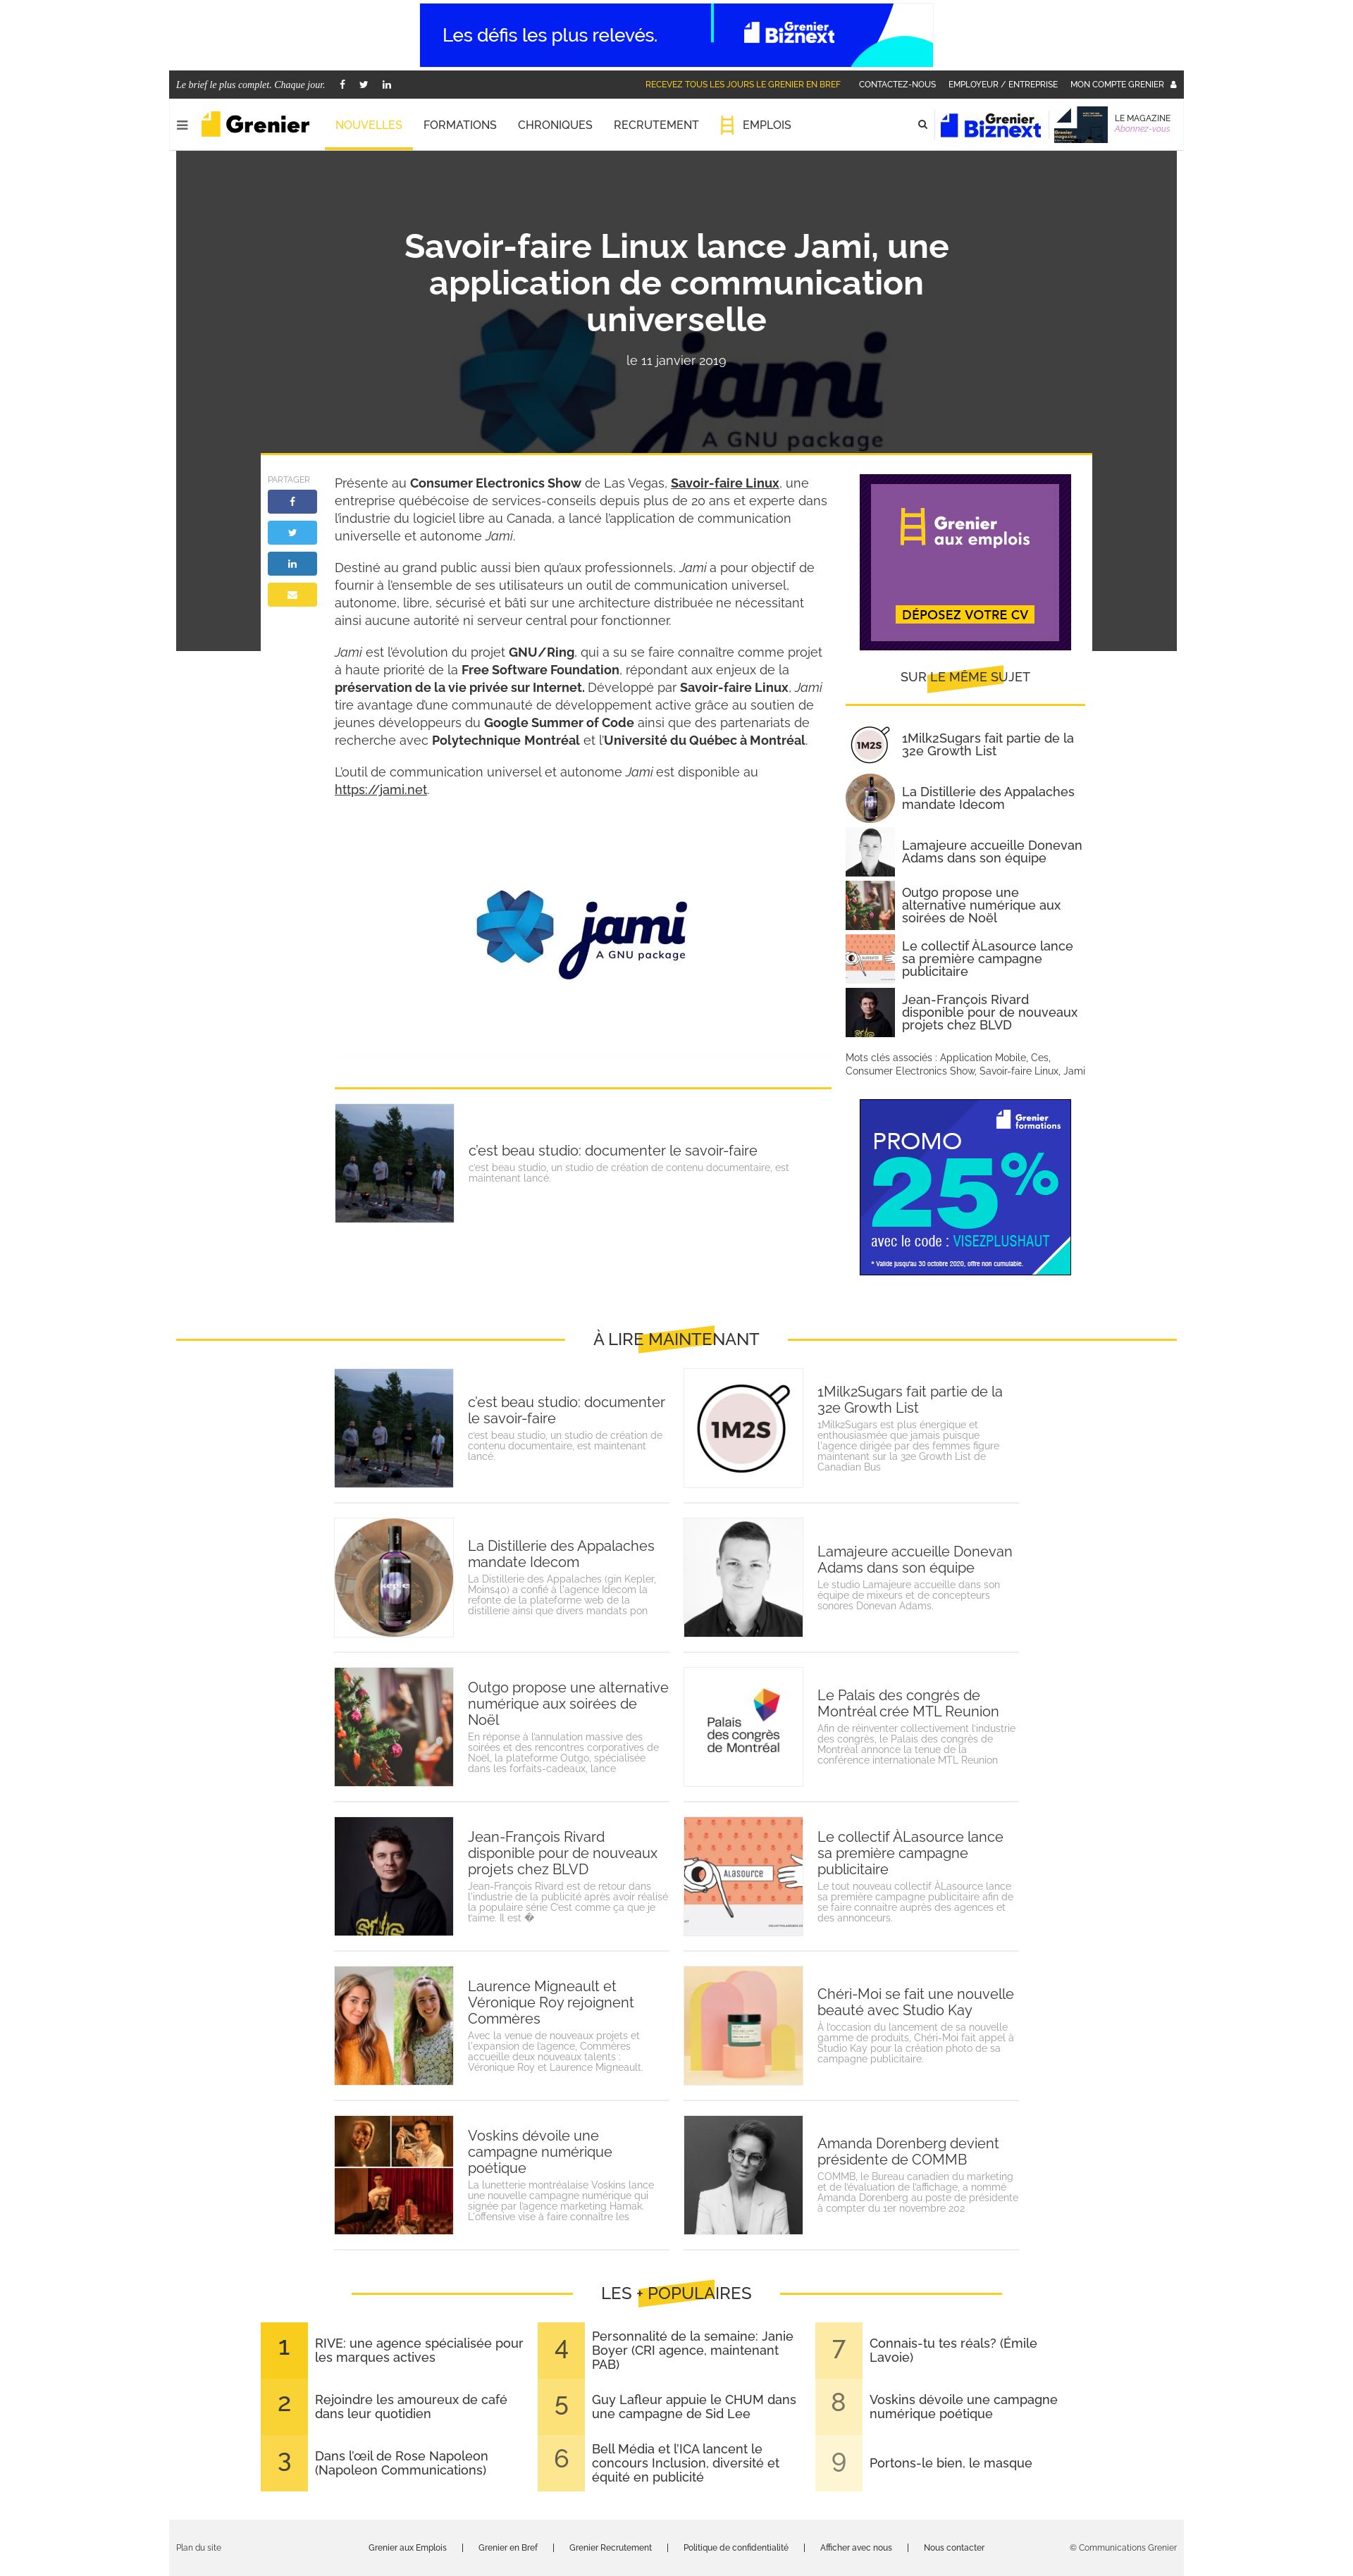 Les défis les plus relevés.
Grenier
Biznext
Le brief le plus complet. Chaque jour.
RECEVEZ TOUS LES JOURS LE GRENIER EN BREF
CONTACTEZ-NOUS
EMPLOYEUR / ENTREPRISE
MON COMPTE GRENIER
Grenier
NOUVELLES
FORMATIONS
CHRONIQUES
RECRUTEMENT
EMPLOIS
Grenier
Biznext
LE MAGAZINE
Abonnez-vous
Savoir-faire Linux lance Jami, une
application de communication
universelle
le 11 janvier 2019
jami
A GNU package
PARTAGER
Présente au Consumer Electronics Show de Las Vegas, Savoir-faire Linux, une
entreprise québécoise de services-conseils depuis plus de 20 ans et experte dans
l'industrie du logiciel libre au Canada, a lancé l'application de communication
universelle et autonome Jami.
Destiné au grand public aussi bien qu'aux professionnels, Jami a pour objectif de
fournir à l'ensemble de ses utilisateurs un outil de communication universel,
autonome, libre, sécurisé et bâti sur une architecture distribuée ne nécessitant
ainsi aucune autorité ni serveur central pour fonctionner.
Jami est l'évolution du projet GNU/Ring, qui a su se faire connaître comme projet
à haute priorité de la Free Software Foundation, répondant aux enjeux de la
préservation de la vie privée sur Internet. Développé par Savoir-faire Linux, Jami
tire avantage d'une communauté de développement active grâce au soutien de
jeunes développeurs du Google Summer of Code ainsi que des partenariats de
recherche avec Polytechnique Montréal et l'Université du Québec à Montréal.
L'outil de communication universel et autonome Jami est disponible au
https://jami.net.
jami
A GNU package
c'est beau studio: documenter le savoir-faire
c'est beau studio, un studio de création de contenu documentaire, est
maintenant lancé.
Grenier
aux emplois
DÉPOSEZ VOTRE CV
SUR LE MÊME SUJET
1M2S
1Milk2Sugars fait partie de la
32e Growth List
La Distillerie des Appalaches
mandate Idecom
Lamajeure accueille Donevan
Adams dans son équipe
Outgo propose une
alternative numérique aux
soirées de Noël
Le collectif ÀLasource lance
sa première campagne
publicitaire
Jean-François Rivard
disponible pour de nouveaux
projets chez BLVD
Mots clés associés : Application Mobile, Ces,
Consumer Electronics Show, Savoir-faire Linux, Jami
Grenier
formations
PROMO
25%
avec le code : VISEZPLUSHAUT
* Valide jusqu'au 30 octobre 2020, offre non cumulable.
À LIRE MAINTENANT
c'est beau studio: documenter
le savoir-faire
c'est beau studio, un studio de création de
contenu documentaire, est maintenant
lancé.
1M2S
1Milk2Sugars fait partie de la
32e Growth List
1Milk2Sugars est plus énergique et
enthousiasmée que jamais puisque
l'agence dirigée par des femmes figure
maintenant sur la 32e Growth List de
Canadian Bus
La Distillerie des Appalaches
mandate Idecom
La Distillerie des Appalaches (gin Kepler,
Moins40) a confié à l'agence Idecom la
refonte de la plateforme web de la
distillerie ainsi que divers mandats pon
Lamajeure accueille Donevan
Adams dans son équipe
Le studio Lamajeure accueille dans son
équipe de mixeurs et de concepteurs
sonores Donevan Adams.
Outgo propose une alternative
numérique aux soirées de
Noël
En réponse à l'annulation massive des
soirées et des rencontres corporatives de
Noël, la plateforme Outgo, spécialisée
dans les forfaits-cadeaux, lance
Palais
des congrès
de Montréal
Le Palais des congrès de
Montréal crée MTL Reunion
Afin de réinventer collectivement l'industrie
des congrès, le Palais des congrès de
Montréal annonce la tenue de la
conférence internationale MTL Reunion
Jean-François Rivard
disponible pour de nouveaux
projets chez BLVD
Jean-François Rivard est de retour dans
l'industrie de la publicité après avoir réalisé
la populaire série C'est comme ça que je
t'aime. Il est �
ALASOURCE
Le collectif ÀLasource lance
sa première campagne
publicitaire
Le tout nouveau collectif ÀLasource lance
sa première campagne publicitaire afin de
se faire connaitre auprès des agences et
des annonceurs.
Laurence Migneault et
Véronique Roy rejoignent
Commères
Avec la venue de nouveaux projets et
l'expansion de l'agence, Commères
accueille deux nouveaux talents :
Véronique Roy et Laurence Migneault.
Chéri-Moi se fait une nouvelle
beauté avec Studio Kay
À l'occasion du lancement de sa nouvelle
gamme de produits, Chéri-Moi fait appel à
Studio Kay pour la création photo de sa
campagne publicitaire.
Voskins dévoile une
campagne numérique
poétique
La lunetterie montréalaise Voskins lance
une nouvelle campagne numérique qui
signée par l'agence marketing Hamak.
L'offensive vise à faire connaître les
Amanda Dorenberg devient
présidente de COMMB
COMMB, le Bureau canadien du marketing
et de l'évaluation de l'affichage, a nommé
Amanda Dorenberg au poste de présidente
à compter du 1er novembre 202
LES + POPULAIRES
1
RIVE: une agence spécialisée pour
les marques actives
2
Rejoindre les amoureux de café
dans leur quotidien
3
Dans l'œil de Rose Napoleon
(Napoleon Communications)
4
Personnalité de la semaine: Janie
Boyer (CRI agence, maintenant
PAB)
5
Guy Lafleur appuie le CHUM dans
une campagne de Sid Lee
6
Bell Média et l'ICA lancent le
concours Inclusion, diversité et
équité en publicité
7
Connais-tu tes réals? (Émile
Lavoie)
8
Voskins dévoile une campagne
numérique poétique
9
Portons-le bien, le masque
Plan du site
Grenier aux Emplois | Grenier en Bref | Grenier Recrutement | Politique de confidentialité | Afficher avec nous | Nous contacter
© Communications Grenier